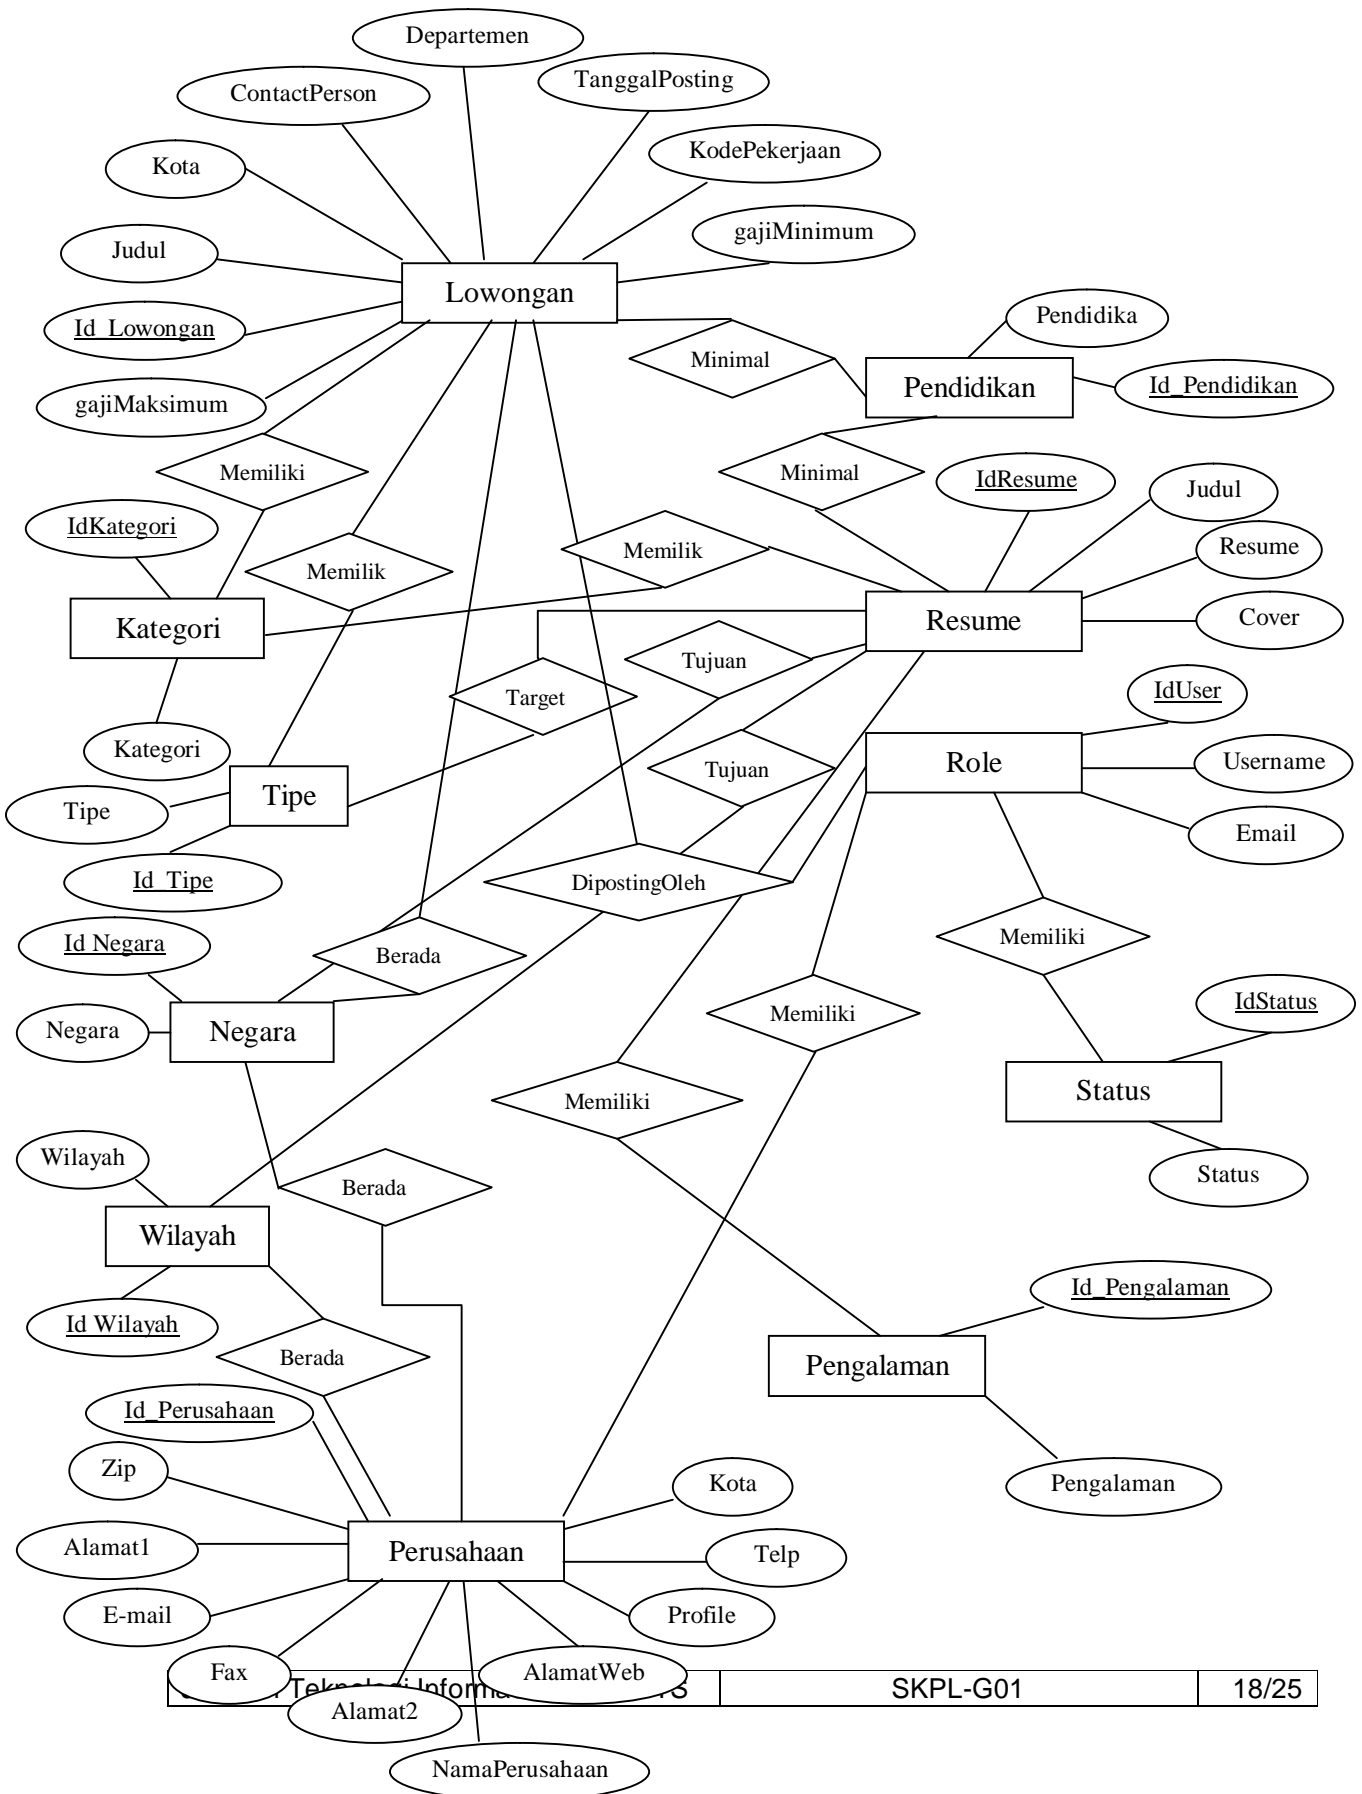 Departemen
TanggalPosting
ContactPerson
KodePekerjaan
Kota
gajiMinimum
Judul
Lowongan
Id_Lowongan
Pendidika
Minimal
Pendidikan
Id_Pendidikan
gajiMaksimum
Memiliki
Minimal
IdResume
Judul
IdKategori
Memilik
Resume
Memilik
Kategori
Resume
Cover
Tujuan
Target
IdUser
Kategori
Tujuan
Role
Username
Tipe
Tipe
Email
Id_Tipe
DipostingOleh
Id Negara
Berada
Memiliki
Negara
Negara
Memiliki
IdStatus
Memiliki
Status
Wilayah
Berada
Status
Wilayah
Id_Pengalaman
Id Wilayah
Berada
Pengalaman
Id_Perusahaan
Zip
Kota
Pengalaman
Alamat1
Perusahaan
Telp
E-mail
Profile
Fax
AlamatWeb
SKPL-G01
18/25
Alamat2
NamaPerusahaan